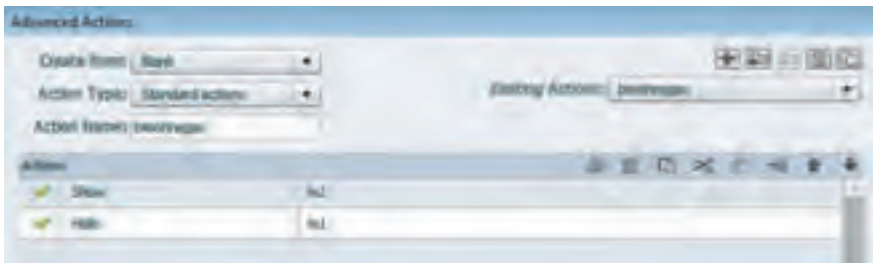 Advanced Actions
Create from: Blank
Action Type: Standard actions
Existing Actions:
Action Name:
Actions
Show
Hide